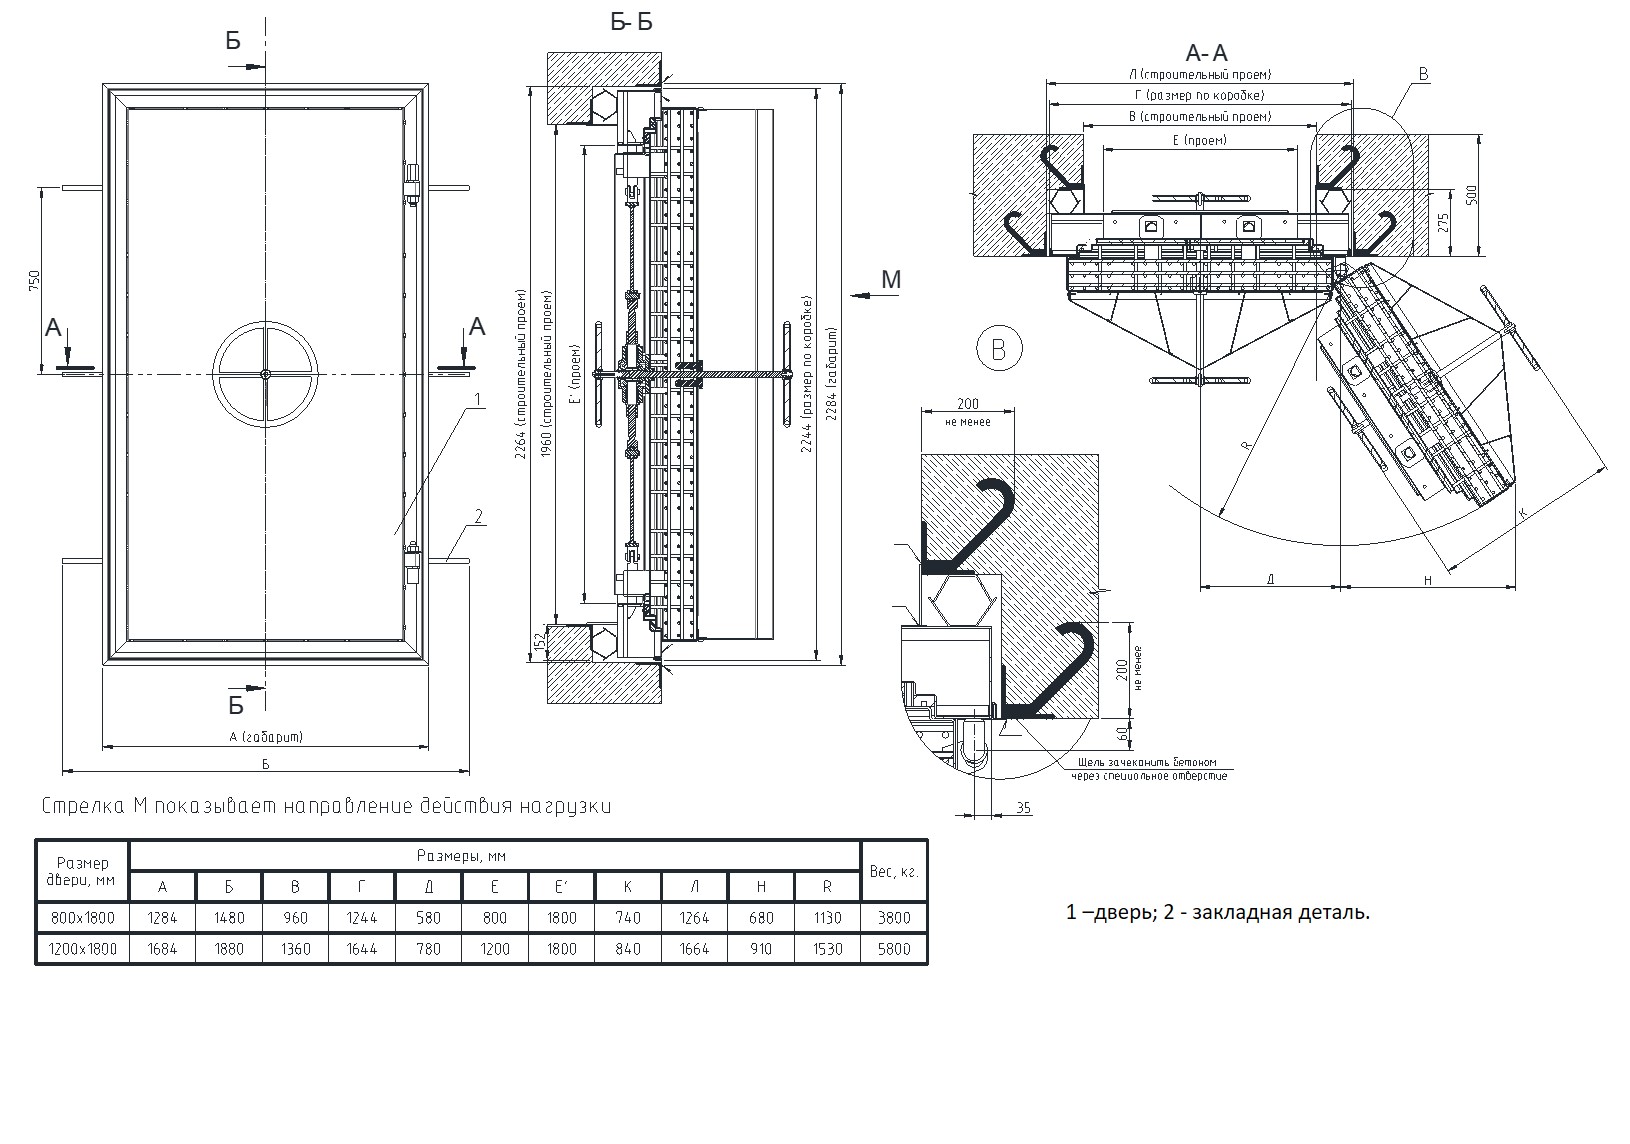 Б
Б
А
А
750
1
2
А (габарит)
Б
Б-Б
2264 (строительный проем)
1960 (строительный проем)
Е' (проем)
152
2244 (размер по коробке)
2284 (габарит)
М
А-А
Л (строительный проем)
Г (размер по коробке)
В (строительный проем)
Е (проем)
В
500
275
R
К
Д
Н
В
200
не менее
200
не менее
60
35
Щель зачеканить бетоном
через специольное отверстие
Стрелка М показывает направление действия нагрузки
Размер двери, мм Размеры, мм Вес, кг.
А Б В Г Д Е Е' К Л Н R
800х1800 1284 1480 960 1244 580 800 1800 740 1264 680 1130 3800
1200х1800 1684 1880 1360 1644 780 1200 1800 840 1664 910 1530 5800
1 –дверь; 2 - закладная деталь.